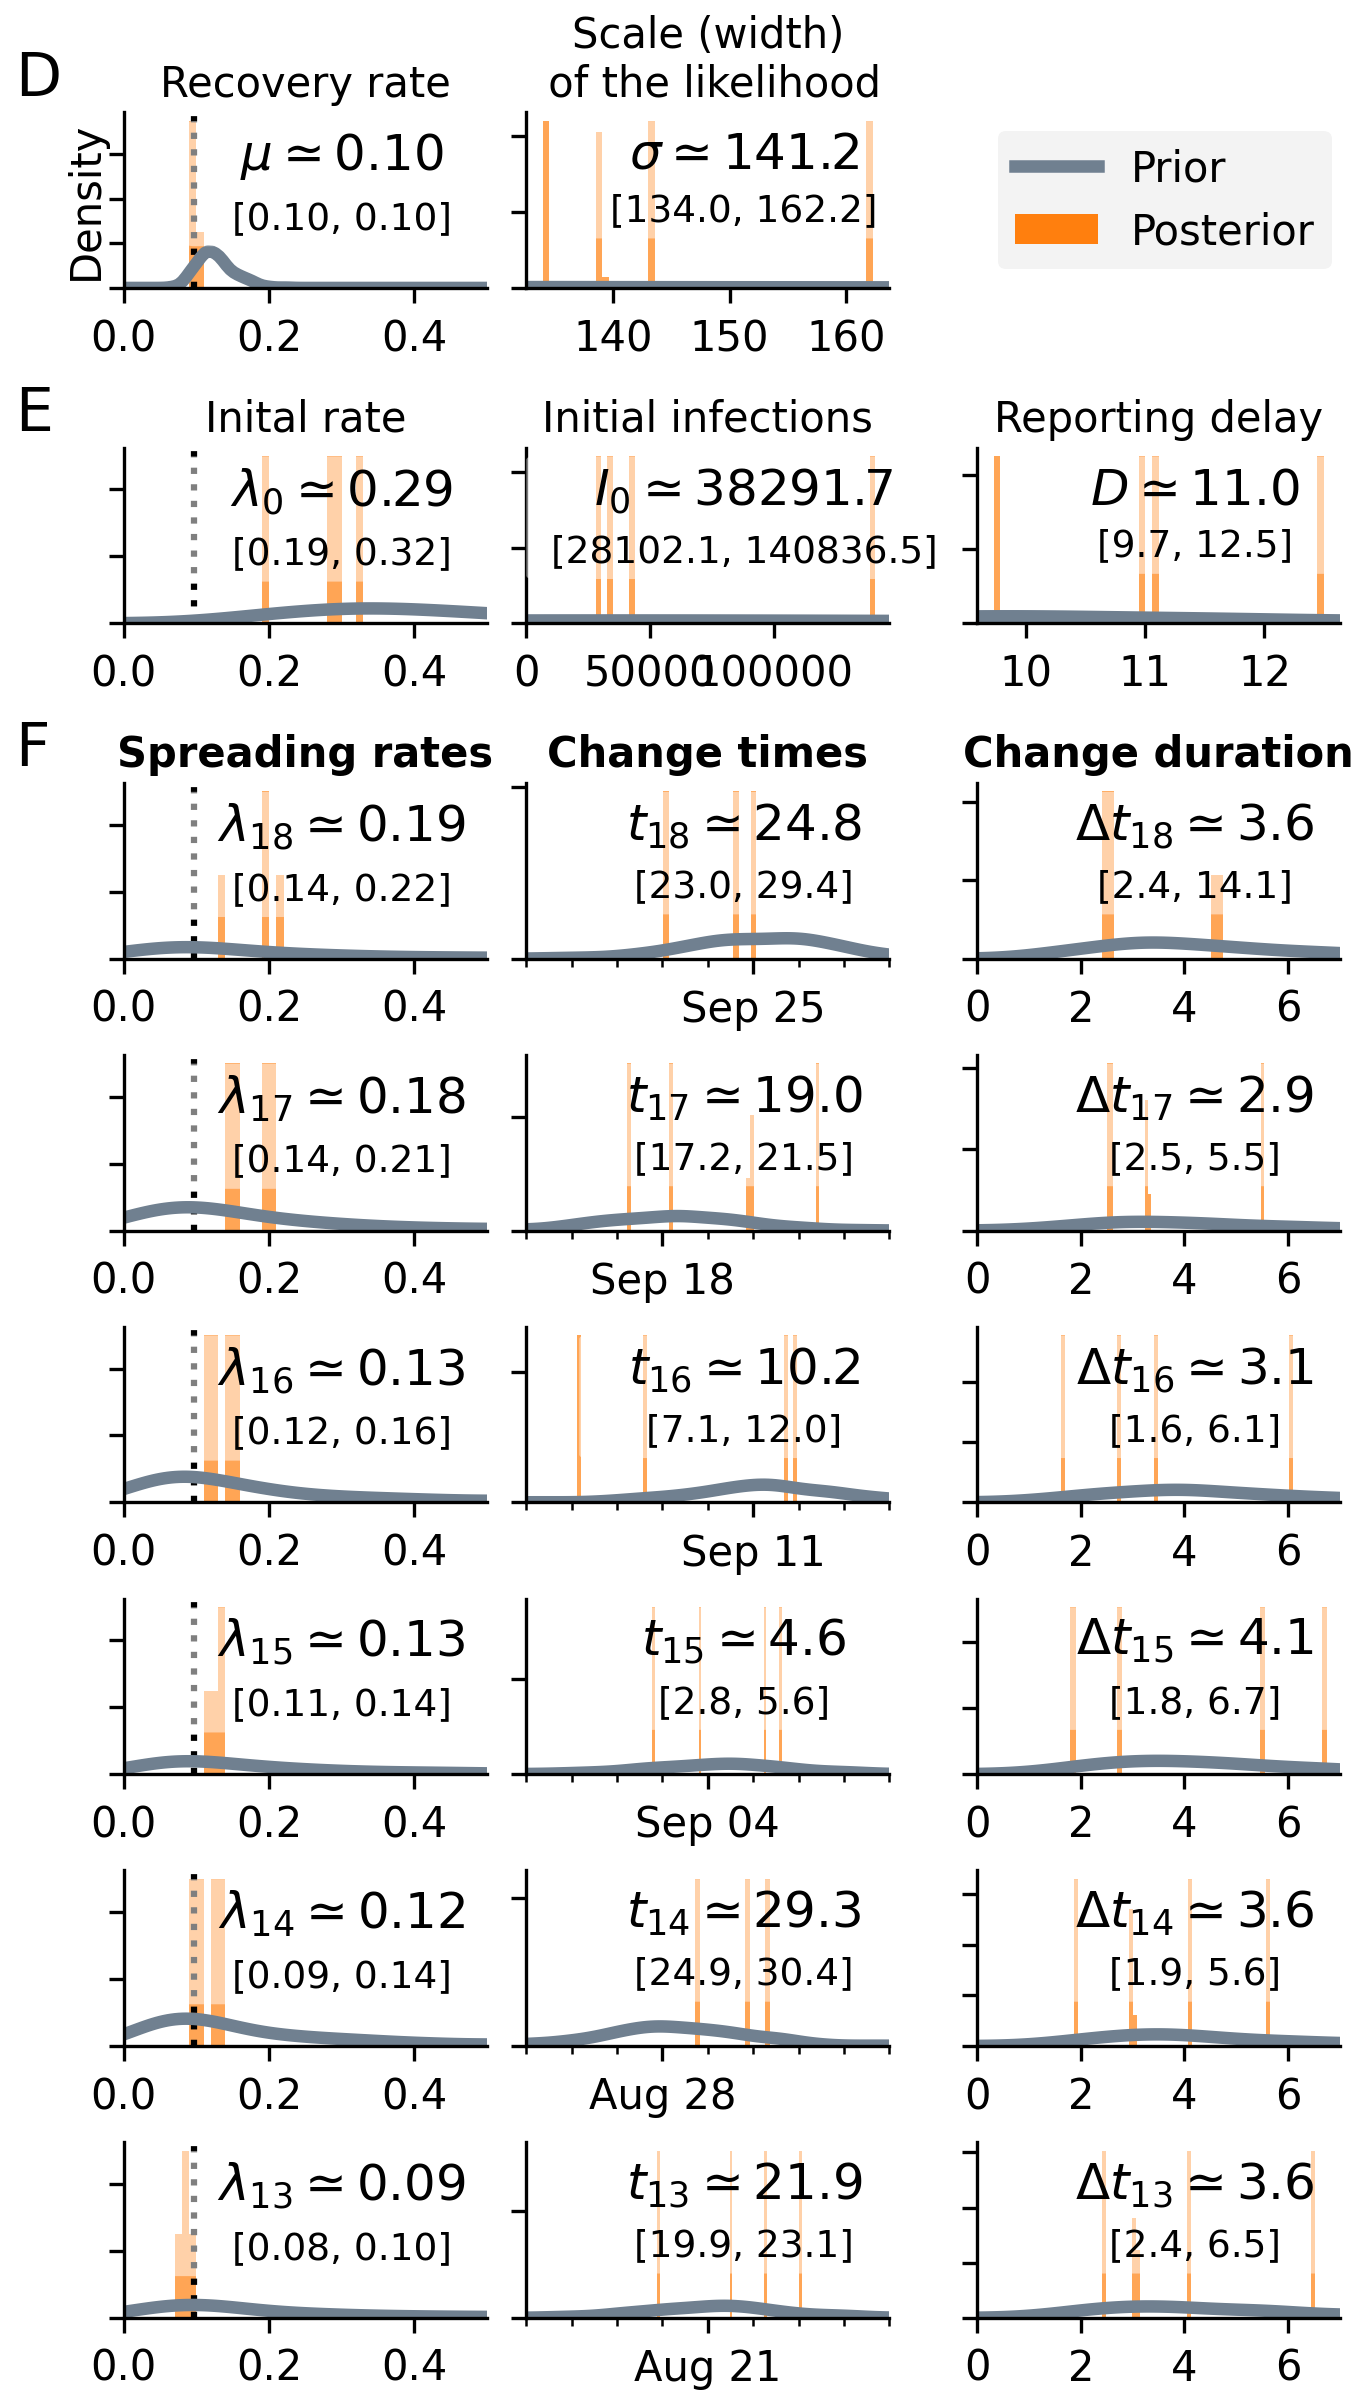 D
Recovery rate
Scale (width)
of the likelihood
Density
μ ≃ 0.10
[0.10, 0.10]
σ ≃ 141.2
[134.0, 162.2]
Prior
Posterior
0.0 0.2 0.4
140 150 160
E
Inital rate
Initial infections
Reporting delay
λ0 ≃ 0.29
[0.19, 0.32]
I0 ≃ 38291.7
[28102.1, 140836.5]
D ≃ 11.0
[9.7, 12.5]
0.0 0.2 0.4
0 50000 100000
10 11 12
F
Spreading rates
Change times
Change duration
λ18 ≃ 0.19
[0.14, 0.22]
t18 ≃ 24.8
[23.0, 29.4]
Δt18 ≃ 3.6
[2.4, 14.1]
0.0 0.2 0.4
Sep 25
0 2 4 6
λ17 ≃ 0.18
[0.14, 0.21]
t17 ≃ 19.0
[17.2, 21.5]
Δt17 ≃ 2.9
[2.5, 5.5]
0.0 0.2 0.4
Sep 18
0 2 4 6
λ16 ≃ 0.13
[0.12, 0.16]
t16 ≃ 10.2
[7.1, 12.0]
Δt16 ≃ 3.1
[1.6, 6.1]
0.0 0.2 0.4
Sep 11
0 2 4 6
λ15 ≃ 0.13
[0.11, 0.14]
t15 ≃ 4.6
[2.8, 5.6]
Δt15 ≃ 4.1
[1.8, 6.7]
0.0 0.2 0.4
Sep 04
0 2 4 6
λ14 ≃ 0.12
[0.09, 0.14]
t14 ≃ 29.3
[24.9, 30.4]
Δt14 ≃ 3.6
[1.9, 5.6]
0.0 0.2 0.4
Aug 28
0 2 4 6
λ13 ≃ 0.09
[0.08, 0.10]
t13 ≃ 21.9
[19.9, 23.1]
Δt13 ≃ 3.6
[2.4, 6.5]
0.0 0.2 0.4
Aug 21
0 2 4 6